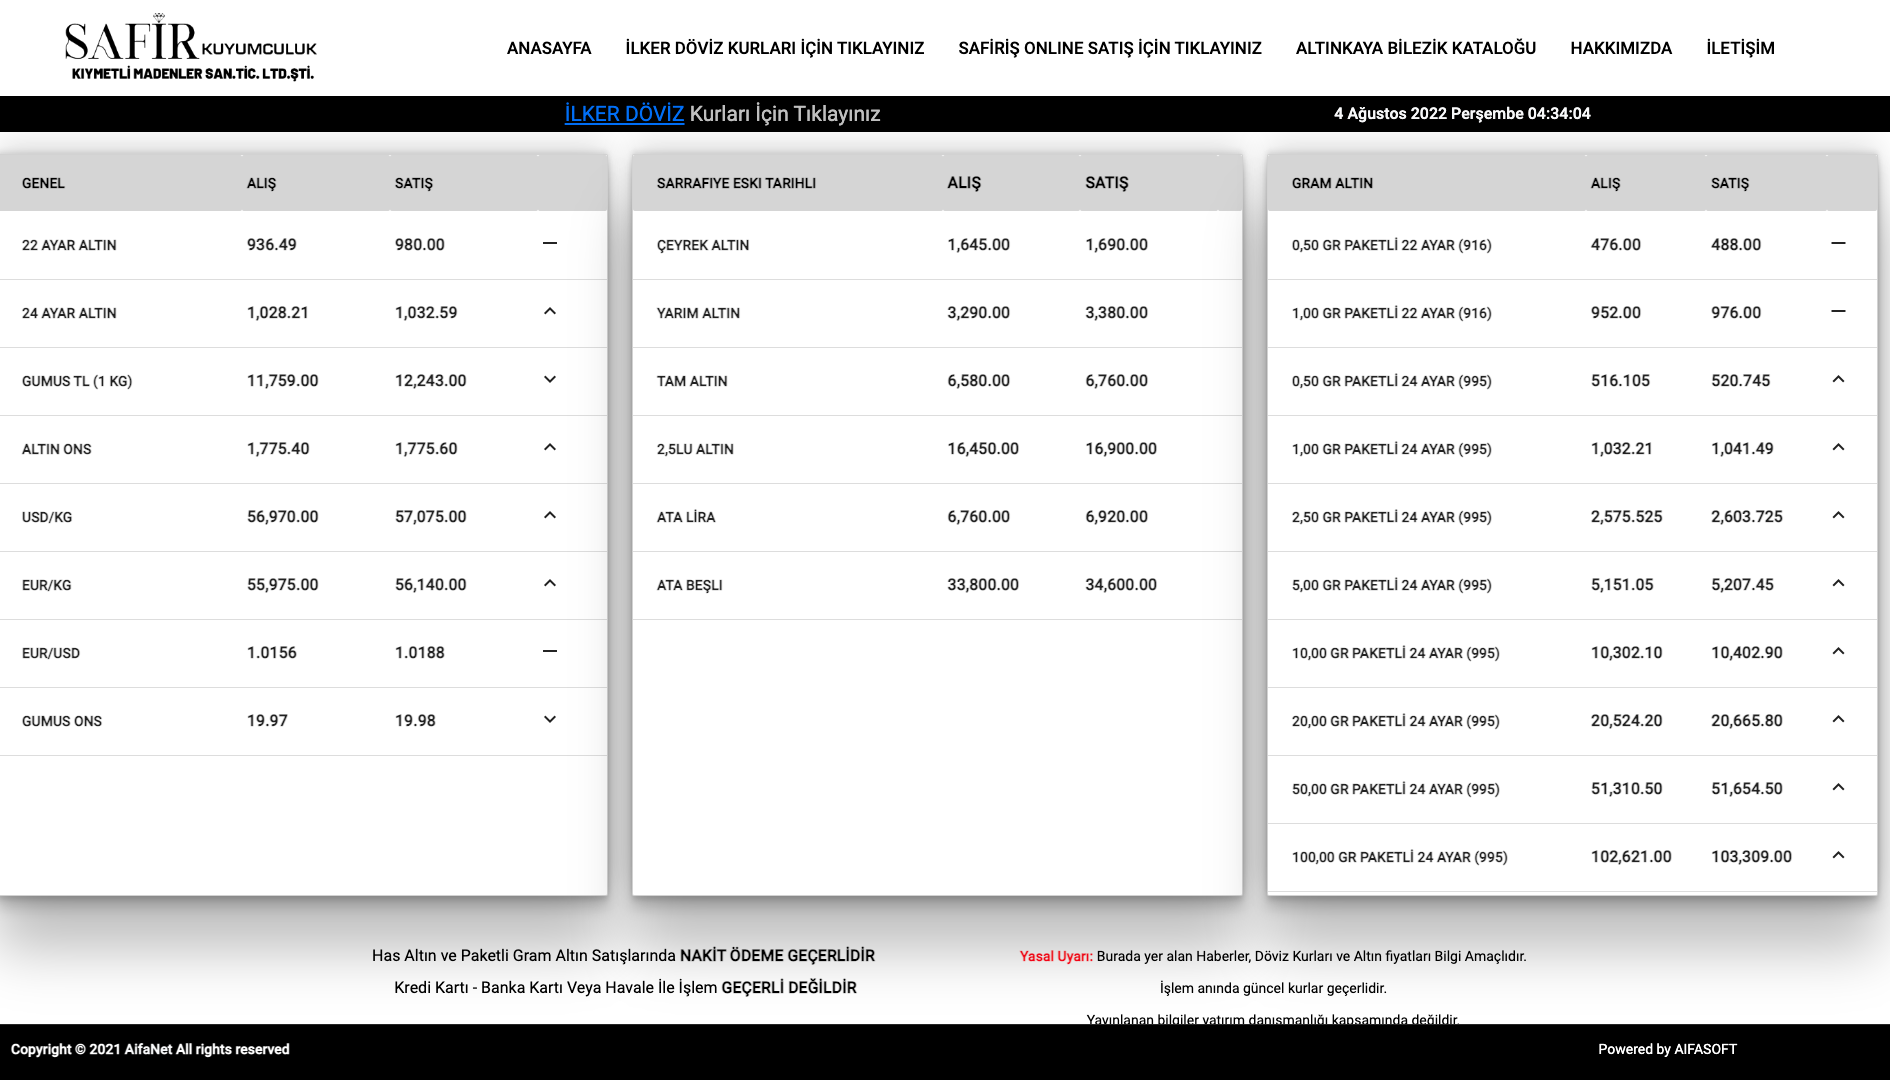 SAFİR KUYUMCULUK
KIYMETLİ MADENLER SAN.TİC. LTD.ŞTİ.
ANASAYFA İLKER DÖVİZ KURLARI İÇİN TIKLAYINIZ SAFİRİŞ ONLINE SATIŞ İÇİN TIKLAYINIZ ALTINKAYA BİLEZİK KATALOĞU HAKKIMIZDA İLETİŞİM
İLKER DÖVİZ Kurları İçin Tıklayınız
4 Ağustos 2022 Perşembe 04:34:04
GENEL ALIŞ SATIŞ
22 AYAR ALTIN 936.49 980.00
24 AYAR ALTIN 1,028.21 1,032.59
GUMUS TL (1 KG) 11,759.00 12,243.00
ALTIN ONS 1,775.40 1,775.60
USD/KG 56,970.00 57,075.00
EUR/KG 55,975.00 56,140.00
EUR/USD 1.0156 1.0188
GUMUS ONS 19.97 19.98
SARRAFIYE ESKI TARIHLI ALIŞ SATIŞ
ÇEYREK ALTIN 1,645.00 1,690.00
YARIM ALTIN 3,290.00 3,380.00
TAM ALTIN 6,580.00 6,760.00
2,5LU ALTIN 16,450.00 16,900.00
ATA LİRA 6,760.00 6,920.00
ATA BEŞLI 33,800.00 34,600.00
GRAM ALTIN ALIŞ SATIŞ
0,50 GR PAKETLİ 22 AYAR (916) 476.00 488.00
1,00 GR PAKETLİ 22 AYAR (916) 952.00 976.00
0,50 GR PAKETLİ 24 AYAR (995) 516.105 520.745
1,00 GR PAKETLİ 24 AYAR (995) 1,032.21 1,041.49
2,50 GR PAKETLİ 24 AYAR (995) 2,575.525 2,603.725
5,00 GR PAKETLİ 24 AYAR (995) 5,151.05 5,207.45
10,00 GR PAKETLİ 24 AYAR (995) 10,302.10 10,402.90
20,00 GR PAKETLİ 24 AYAR (995) 20,524.20 20,665.80
50,00 GR PAKETLİ 24 AYAR (995) 51,310.50 51,654.50
100,00 GR PAKETLİ 24 AYAR (995) 102,621.00 103,309.00
Has Altın ve Paketli Gram Altın Satışlarında NAKİT ÖDEME GEÇERLİDİR
Kredi Kartı - Banka Kartı Veya Havale İle İşlem GEÇERLİ DEĞİLDİR
Yasal Uyarı: Burada yer alan Haberler, Döviz Kurları ve Altın fiyatları Bilgi Amaçlıdır.
İşlem anında güncel kurlar geçerlidir.
Yayınlanan bilgiler yatırım danışmanlığı kapsamında değildir.
Copyright © 2021 AifaNet All rights reserved
Powered by AIFASOFT